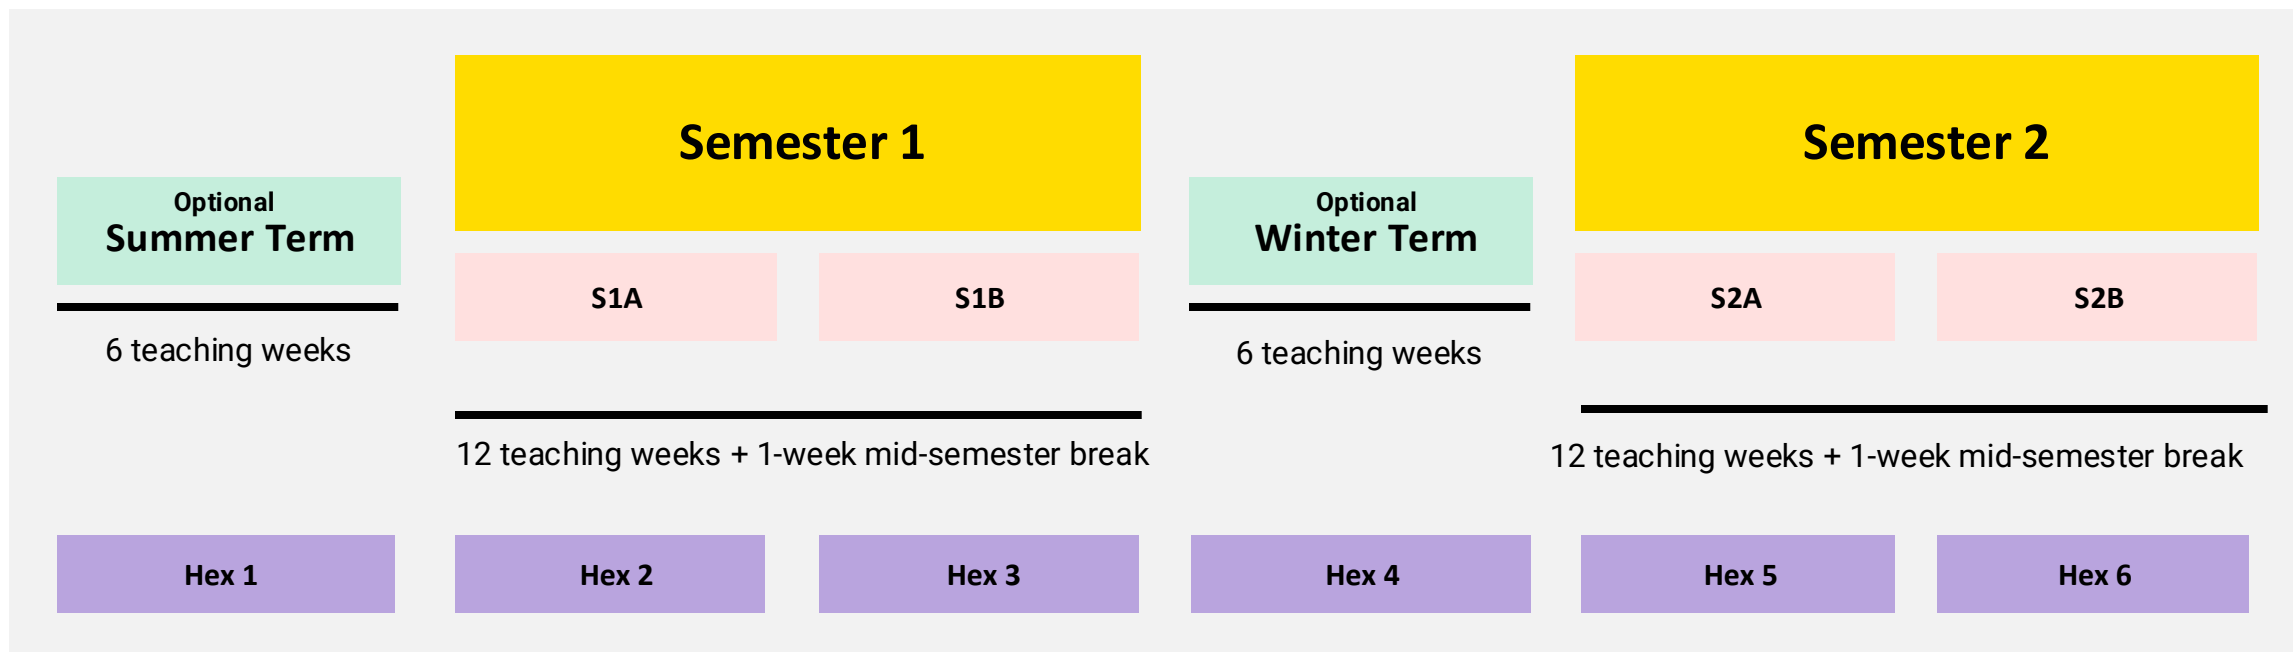 Semester 1
Semester 2
Optional
Summer Term
Optional
Winter Term
S1A
S1B
S2A
S2B
6 teaching weeks
6 teaching weeks
12 teaching weeks + 1-week mid-semester break
12 teaching weeks + 1-week mid-semester break
Hex 1
Hex 2
Hex 3
Hex 4
Hex 5
Hex 6